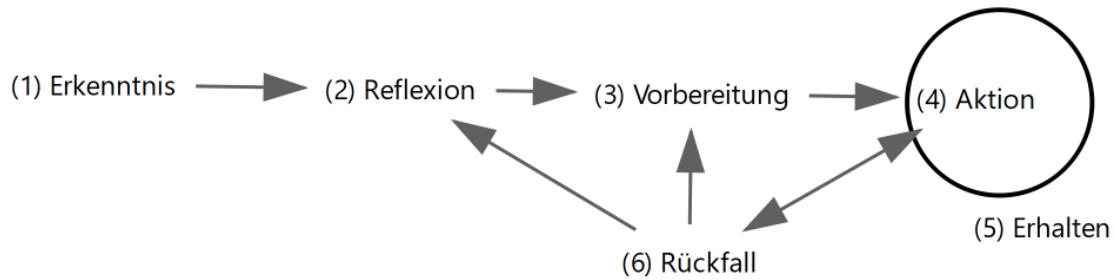 (1) Erkenntnis
(2) Reflexion
(3) Vorbereitung
(4) Aktion
(5) Erhalten
(6) Rückfall